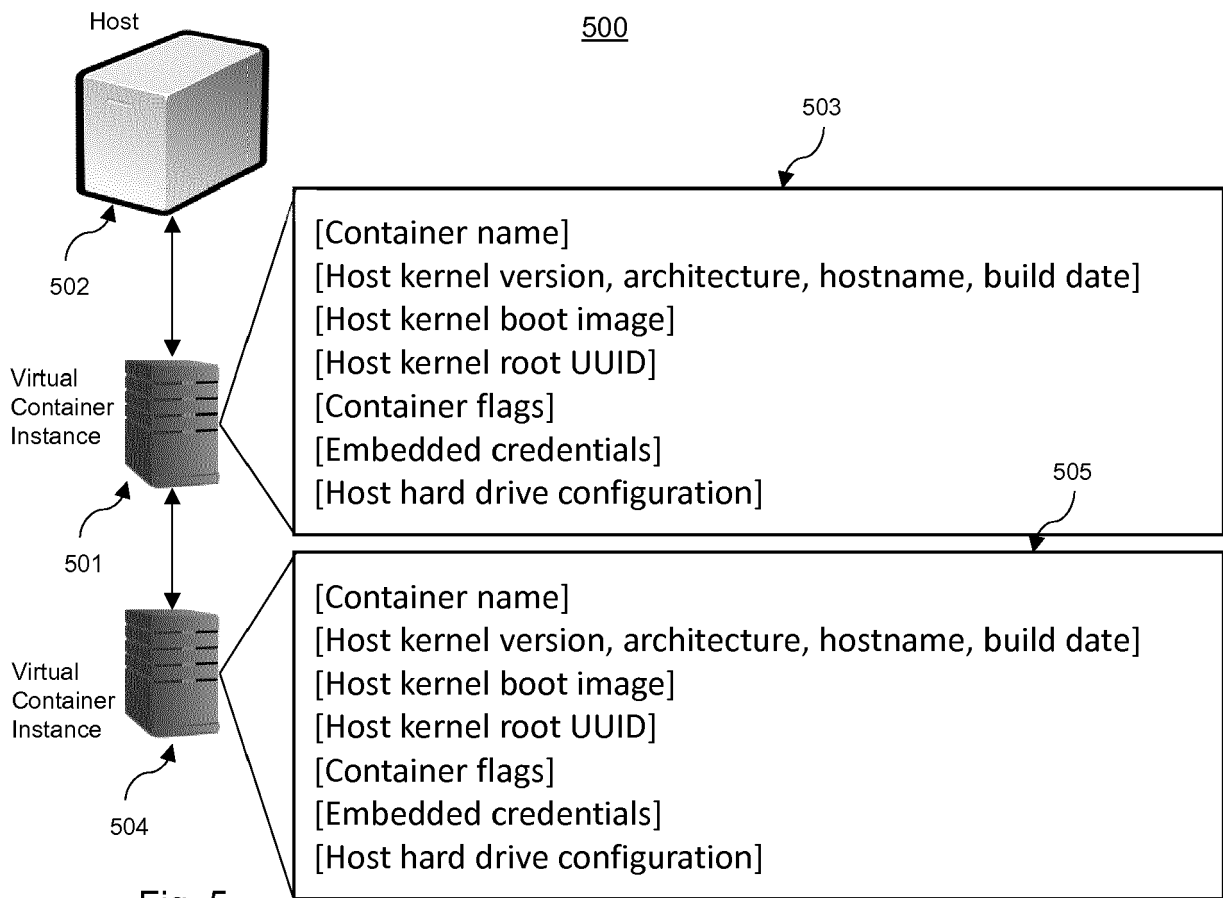 Host
500
503
[Container name]
[Host kernel version, architecture, hostname, build date]
[Host kernel boot image]
[Host kernel root UUID]
[Container flags]
[Embedded credentials]
[Host hard drive configuration]
502
Virtual
Container
Instance
501
505
[Container name]
[Host kernel version, architecture, hostname, build date]
[Host kernel boot image]
[Host kernel root UUID]
[Container flags]
[Embedded credentials]
[Host hard drive configuration]
Virtual
Container
Instance
504
Fig. 5